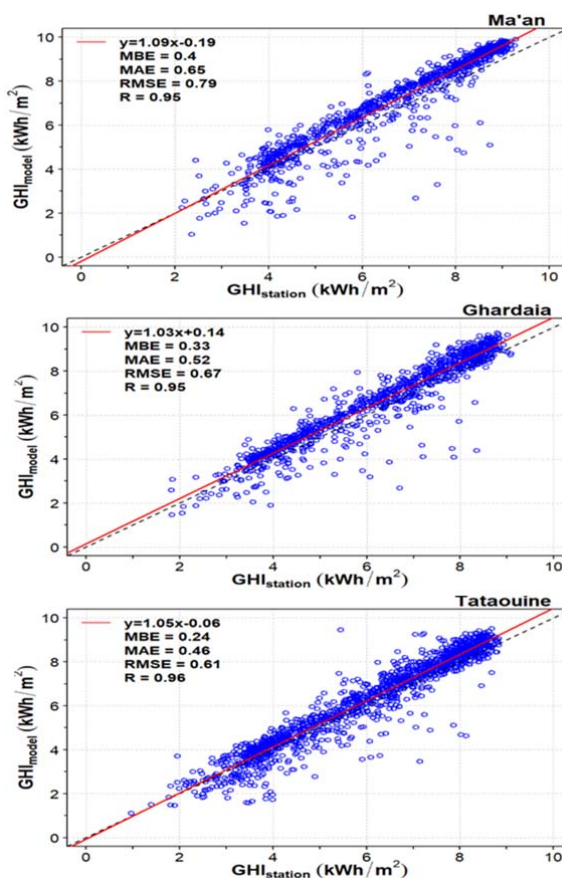 Ma'an
y=1.09x-0.19
MBE = 0.4
MAE = 0.65
RMSE = 0.79
R = 0.95
GHImodel (kWh/m²)
10
8
6
4
2
0
0 2 4 6 8 10
GHIstation (kWh/m²)
Ghardaia
y=1.03x+0.14
MBE = 0.33
MAE = 0.52
RMSE = 0.67
R = 0.95
GHImodel (kWh/m²)
10
8
6
4
2
0
0 2 4 6 8 10
GHIstation (kWh/m²)
Tataouine
y=1.05x-0.06
MBE = 0.24
MAE = 0.46
RMSE = 0.61
R = 0.96
GHImodel (kWh/m²)
10
8
6
4
2
0
0 2 4 6 8 10
GHIstation (kWh/m²)